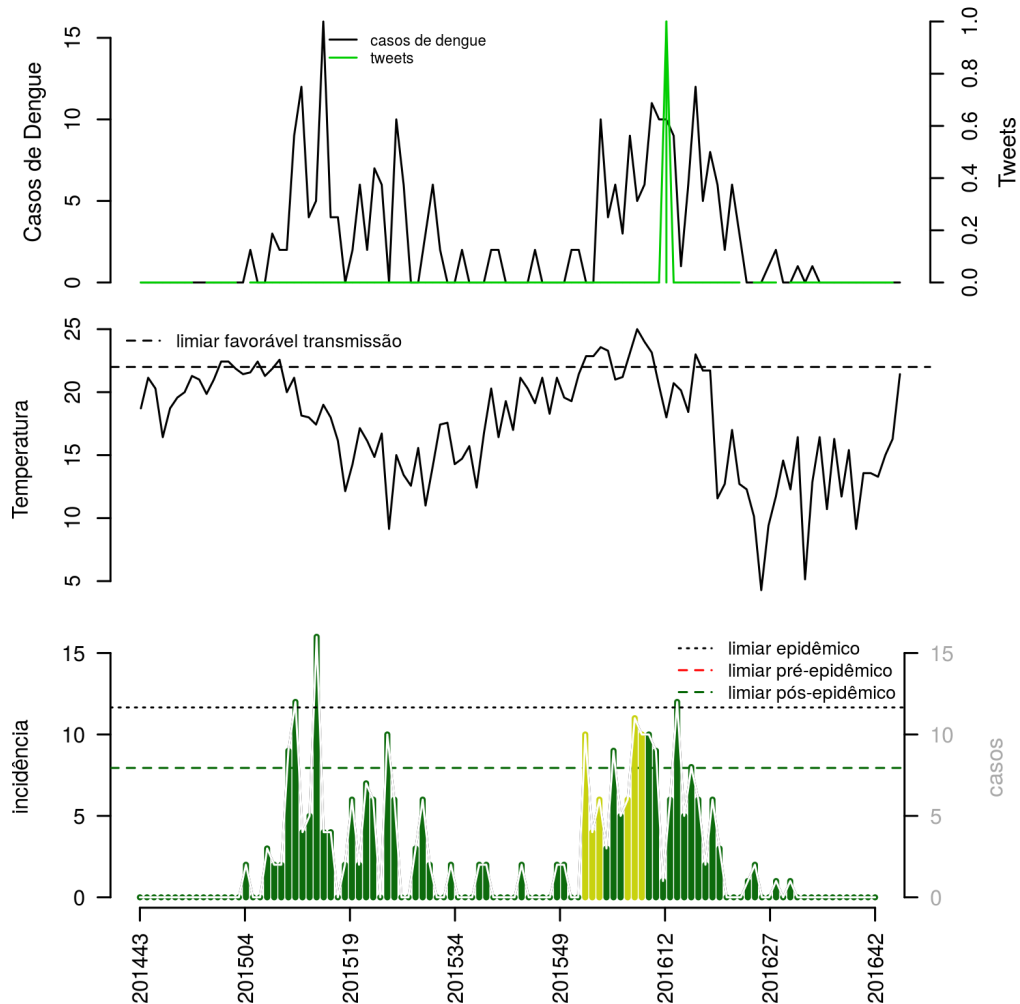 casos de dengue
tweets
Casos de Dengue
0
5
10
15
0.0
0.2
0.4
0.6
0.8
1.0
Tweets
limiar favorável transmissão
Temperatura
5
10
15
20
25
limiar epidêmico
limiar pré-epidêmico
limiar pós-epidêmico
incidência
0
5
10
15
0
5
10
15
casos
201443
201504
201519
201534
201549
201612
201627
201642